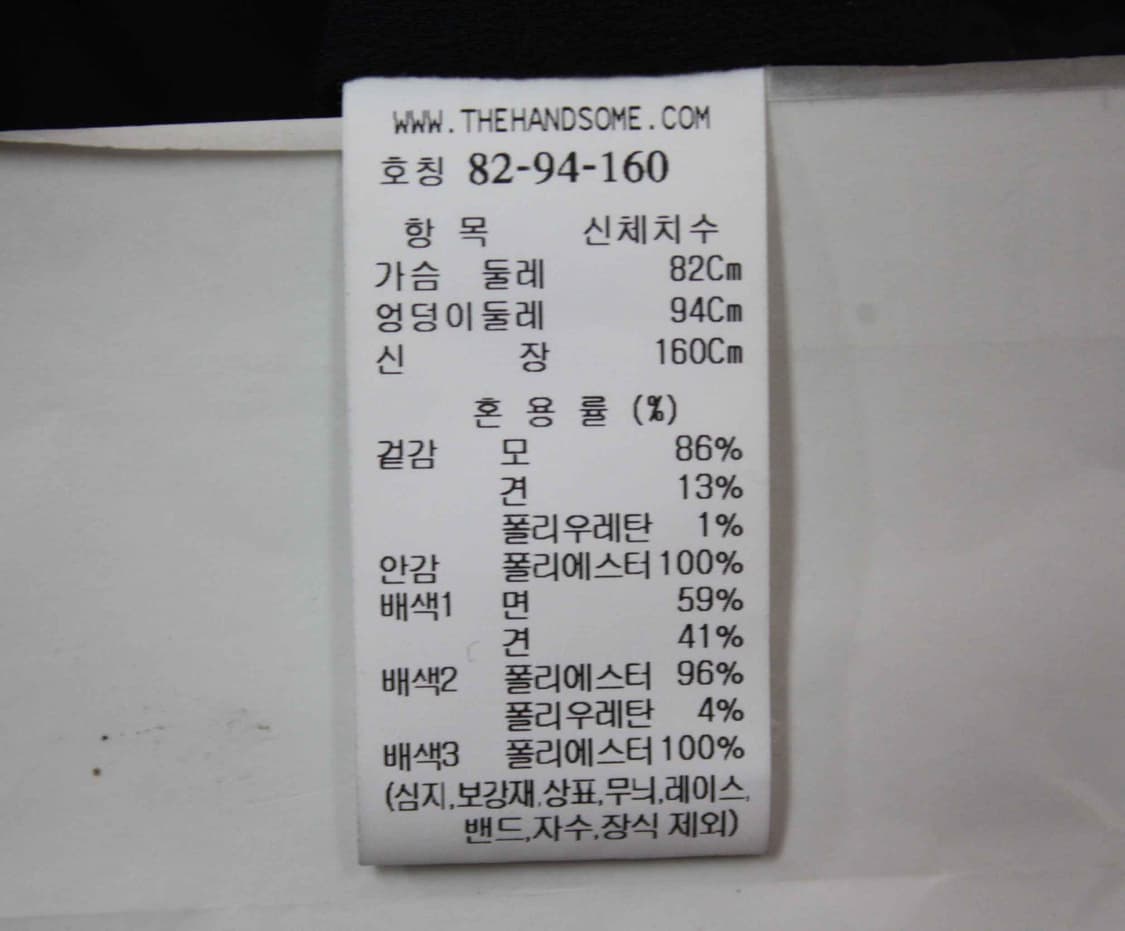 WWW.THEHANDSOME.COM
호칭 82-94-160
항 목 신체치수
가슴 둘레 82Cm
엉덩이둘레 94Cm
신 장 160Cm
혼 용 률 (%)
겉감 모 86%
견 13%
폴리우레탄 1%
안감 폴리에스터 100%
배색1 면 59%
견 41%
배색2 폴리에스터 96%
폴리우레탄 4%
배색3 폴리에스터 100%
(심지,보강재,상표,무늬,레이스,
밴드,자수,장식 제외)